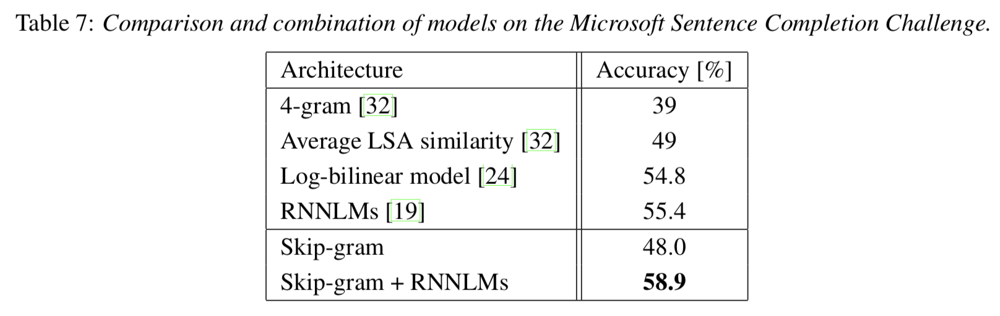 Table 7: Comparison and combination of models on the Microsoft Sentence Completion Challenge.
Architecture Accuracy [%]
4-gram [32] 39
Average LSA similarity [32] 49
Log-bilinear model [24] 54.8
RNNLMs [19] 55.4
Skip-gram 48.0
Skip-gram + RNNLMs 58.9